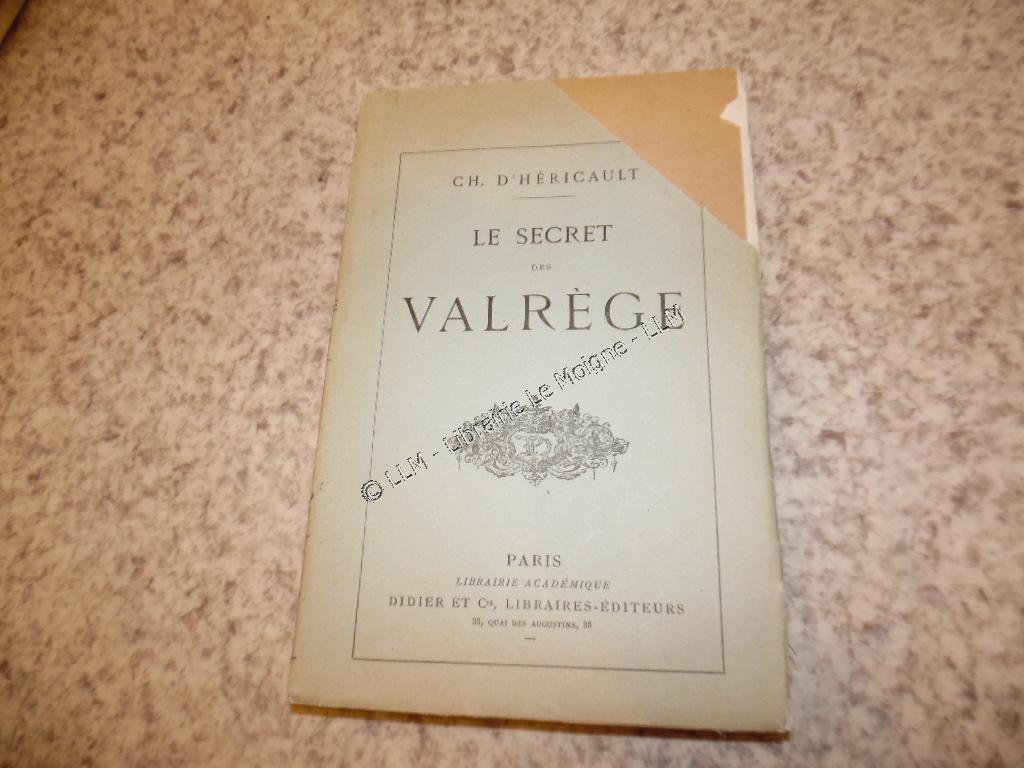 CH. D'HÉRICAULT
LE SECRET
DES
VALRÈGE
© LLM - Librairie Le Moigne - LLM
D
PARIS
LIBRAIRIE ACADÉMIQUE
DIDIER ET Cie, LIBRAIRES-ÉDITEURS
35, QUAI DES AUGUSTINS, 35